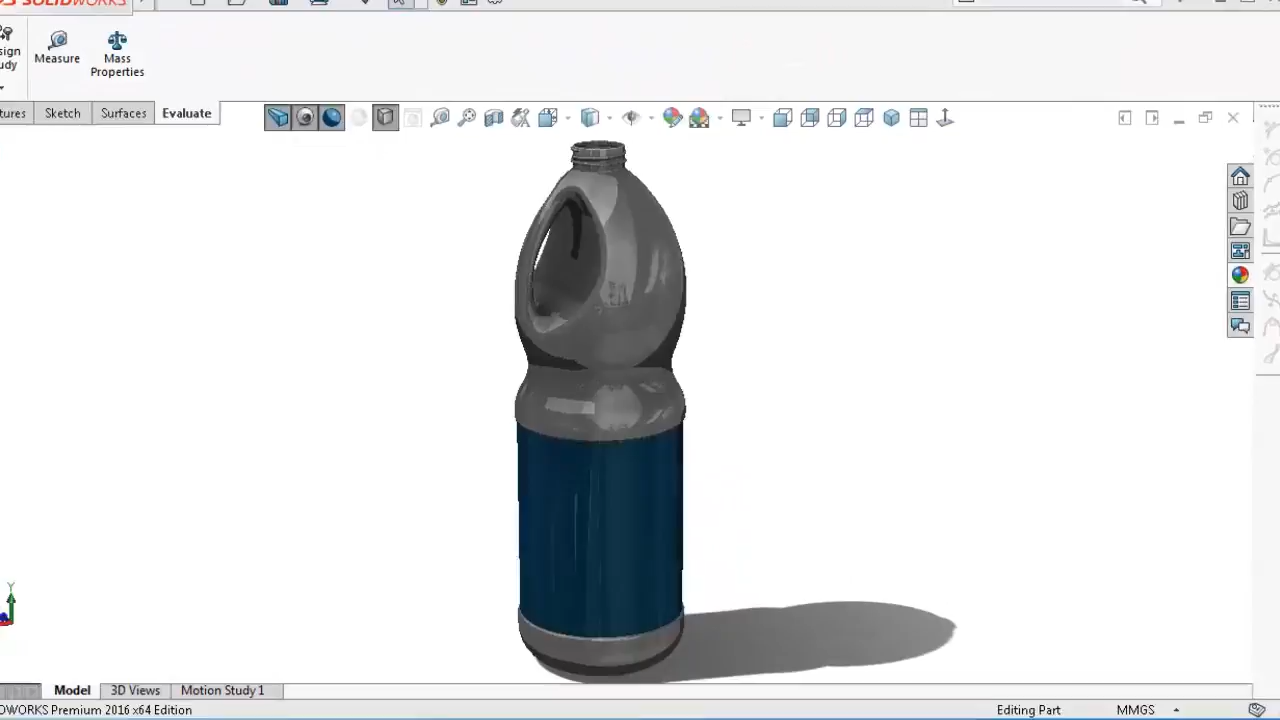 SOLIDWORKS
sign
Measure
Mass
udy
Properties
tures
Sketch
Surfaces
Evaluate
Y
Model
3D Views
Motion Study 1
DWORKS Premium 2016 x64 Edition
Editing Part
MMGS